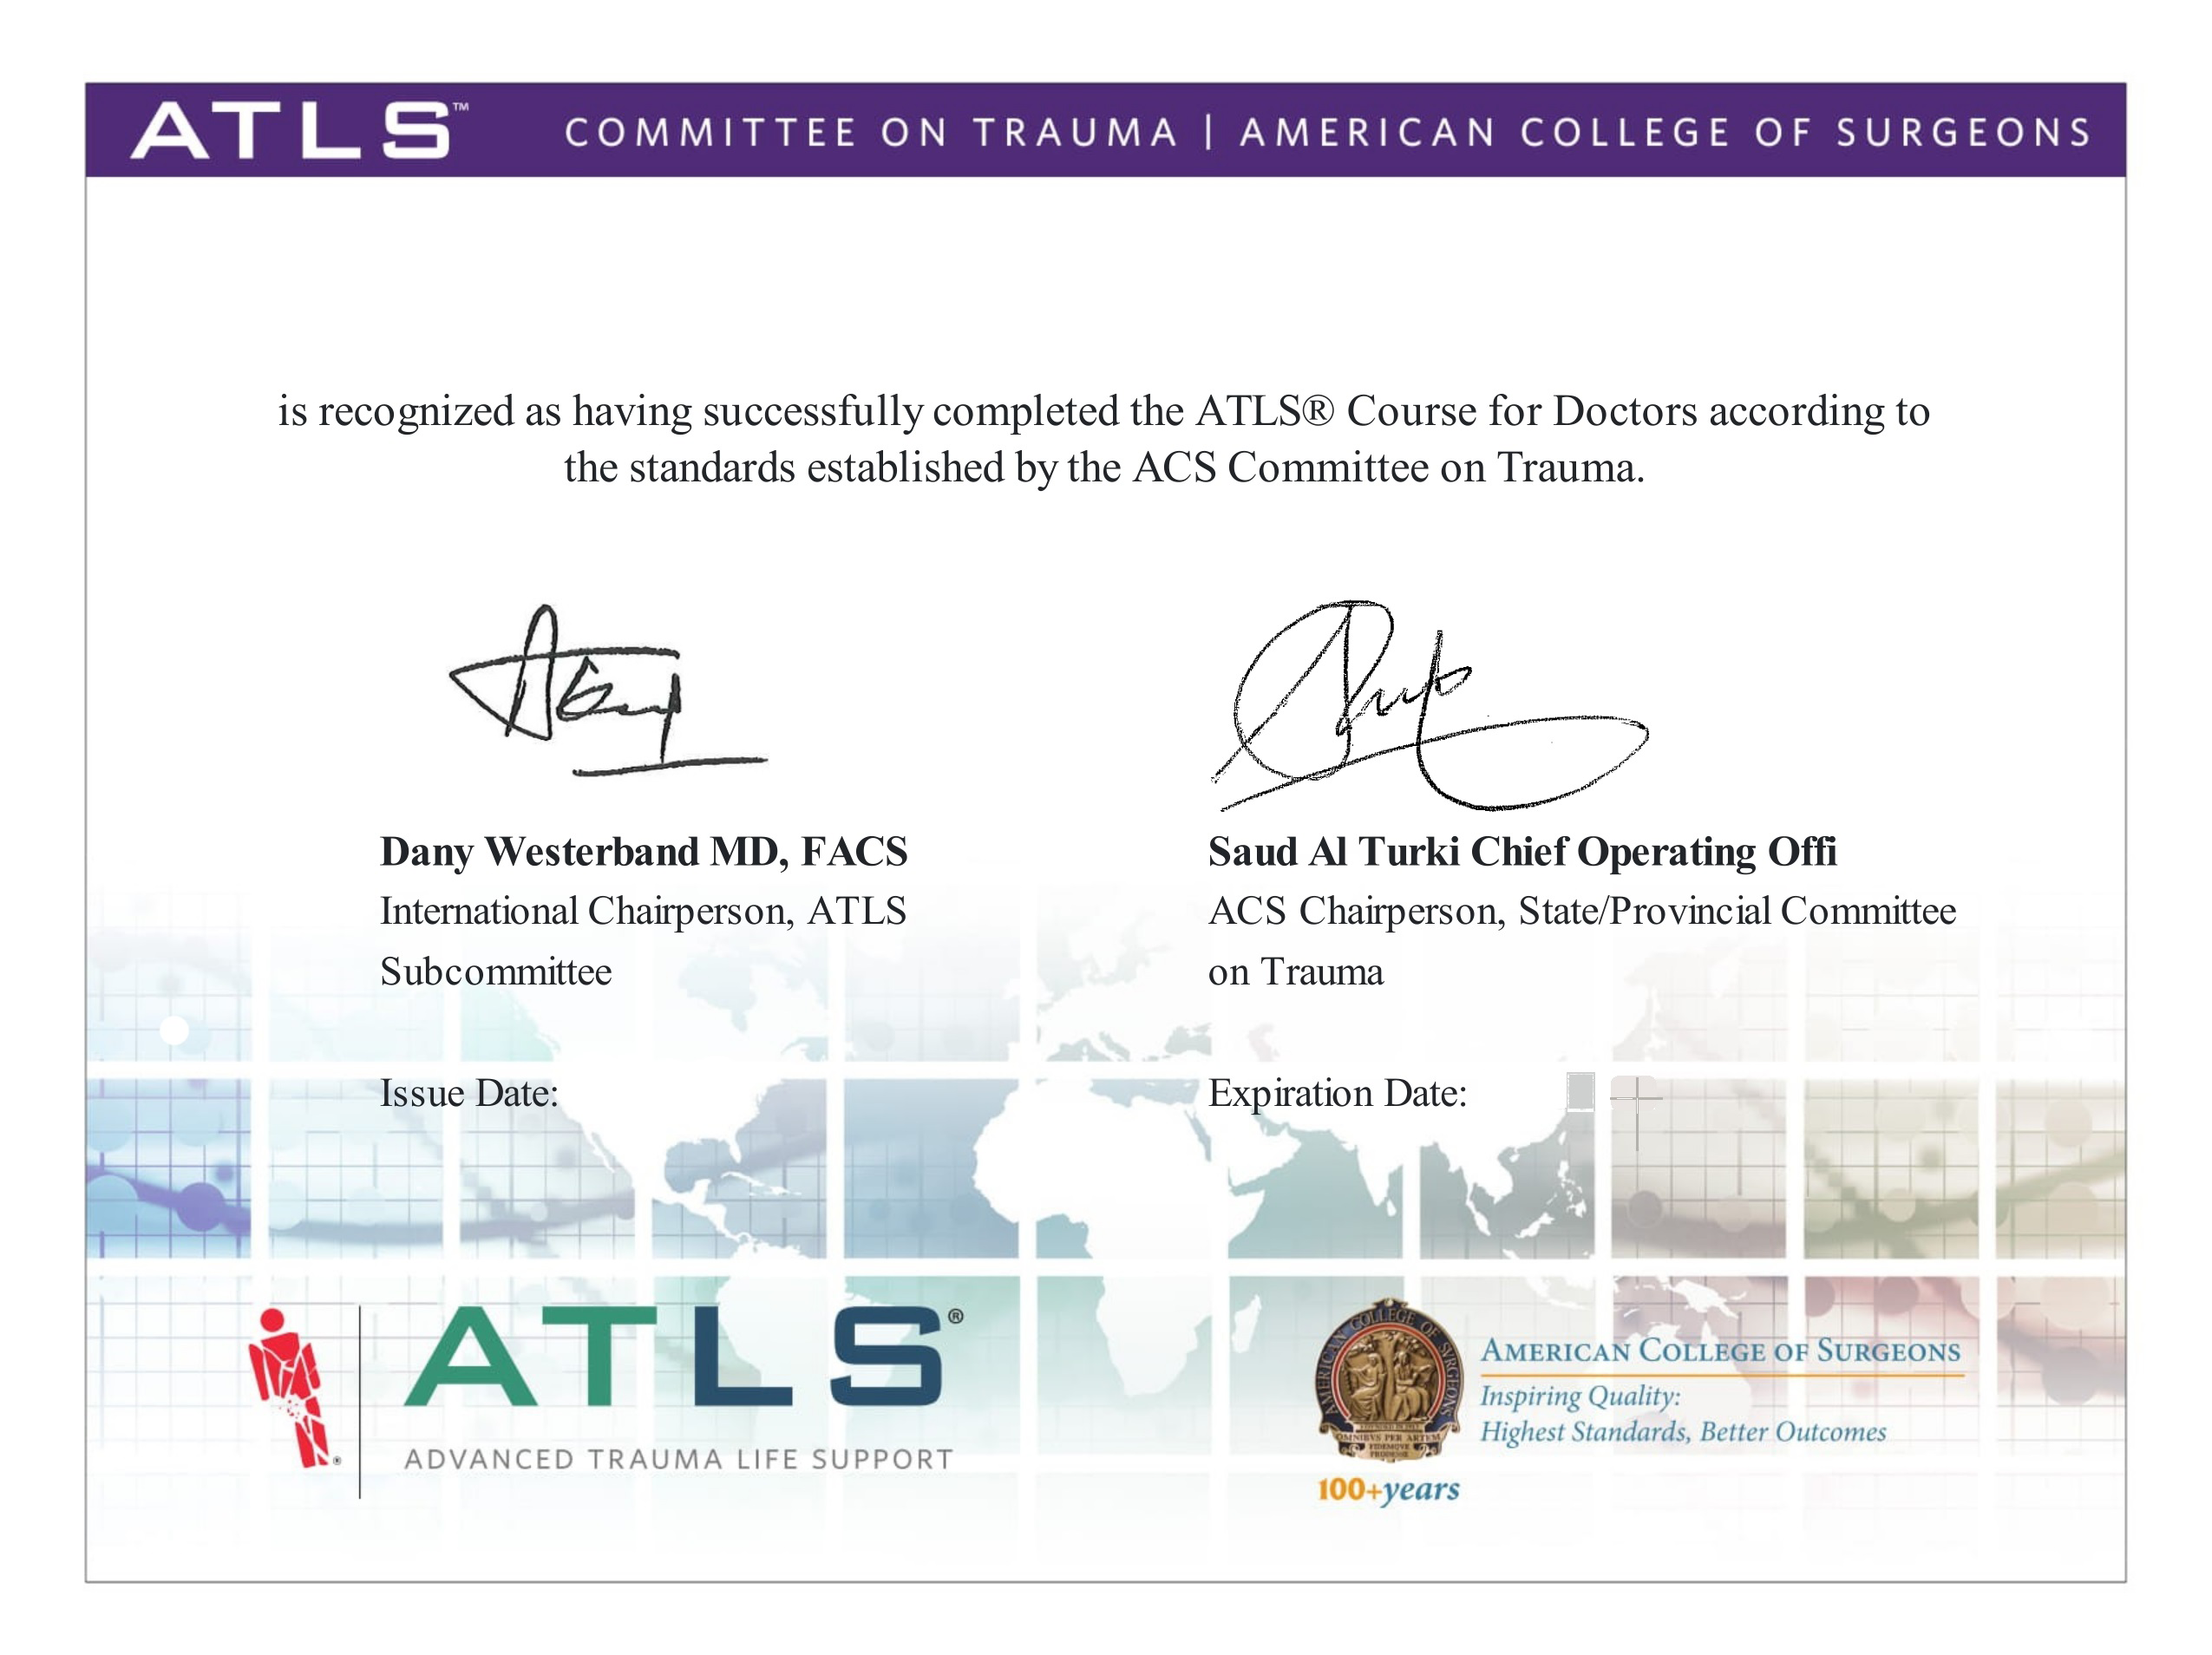 ATLS™ COMMITTEE ON TRAUMA | AMERICAN COLLEGE OF SURGEONS
is recognized as having successfully completed the ATLS® Course for Doctors according to
the standards established by the ACS Committee on Trauma.
Dany Westerband MD, FACS
International Chairperson, ATLS
Subcommittee
Saud Al Turki Chief Operating Offi
ACS Chairperson, State/Provincial Committee
on Trauma
Issue Date:
Expiration Date:
ATLS®
ADVANCED TRAUMA LIFE SUPPORT
AMERICAN COLLEGE OF SURGEONS
OMNIBVS PER ARTEM
FIDEMQVE
PRODESSE
100+years
AMERICAN COLLEGE OF SURGEONS
Inspiring Quality:
Highest Standards, Better Outcomes